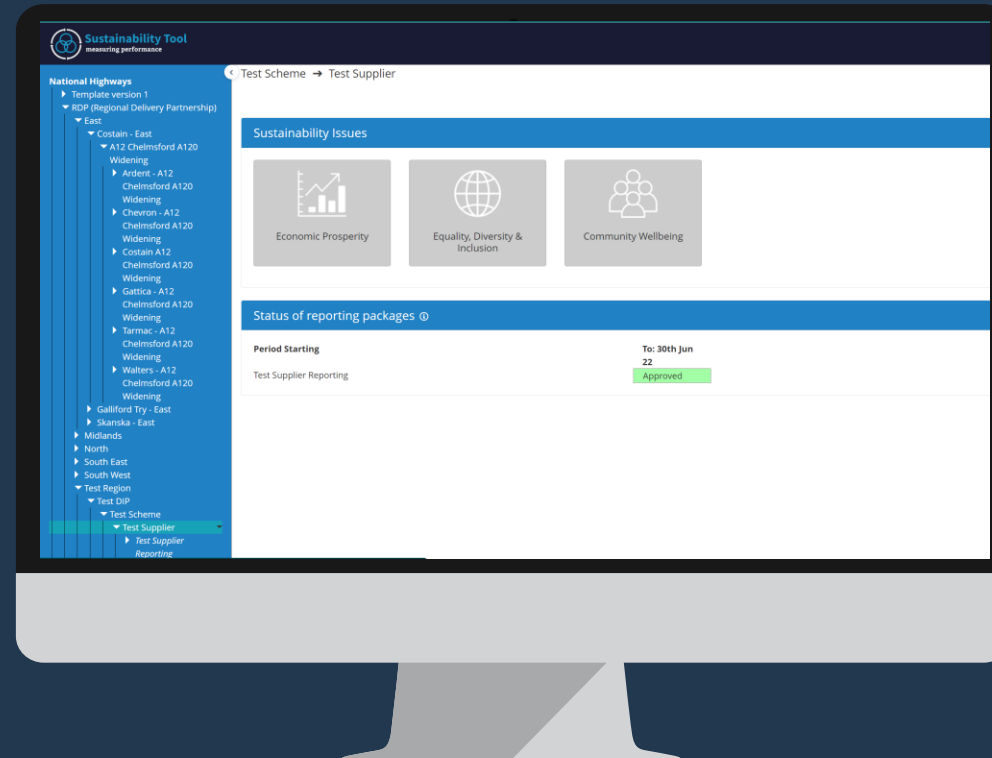 Sustainability Tool
measuring performance
National Highways
Template version 1
RDP (Regional Delivery Partnership)
East
Costain - East
A12 Chelmsford A120
Widening
Ardent - A12
Chelmsford A120
Widening
Chevron - A12
Chelmsford A120
Widening
Costain A12
Chelmsford A120
Widening
Gattica - A12
Chelmsford A120
Widening
Tarmac - A12
Chelmsford A120
Widening
Walters - A12
Chelmsford A120
Widening
Galliford Try - East
Skanska - East
Midlands
North
South East
South West
Test Region
Test DIP
Test Scheme
Test Supplier
Test Supplier
Reporting
Test Scheme → Test Supplier
Sustainability Issues
Economic Prosperity
Equality, Diversity &
Inclusion
Community Wellbeing
Status of reporting packages
Period Starting
To: 30th Jun
22
Test Supplier Reporting
Approved